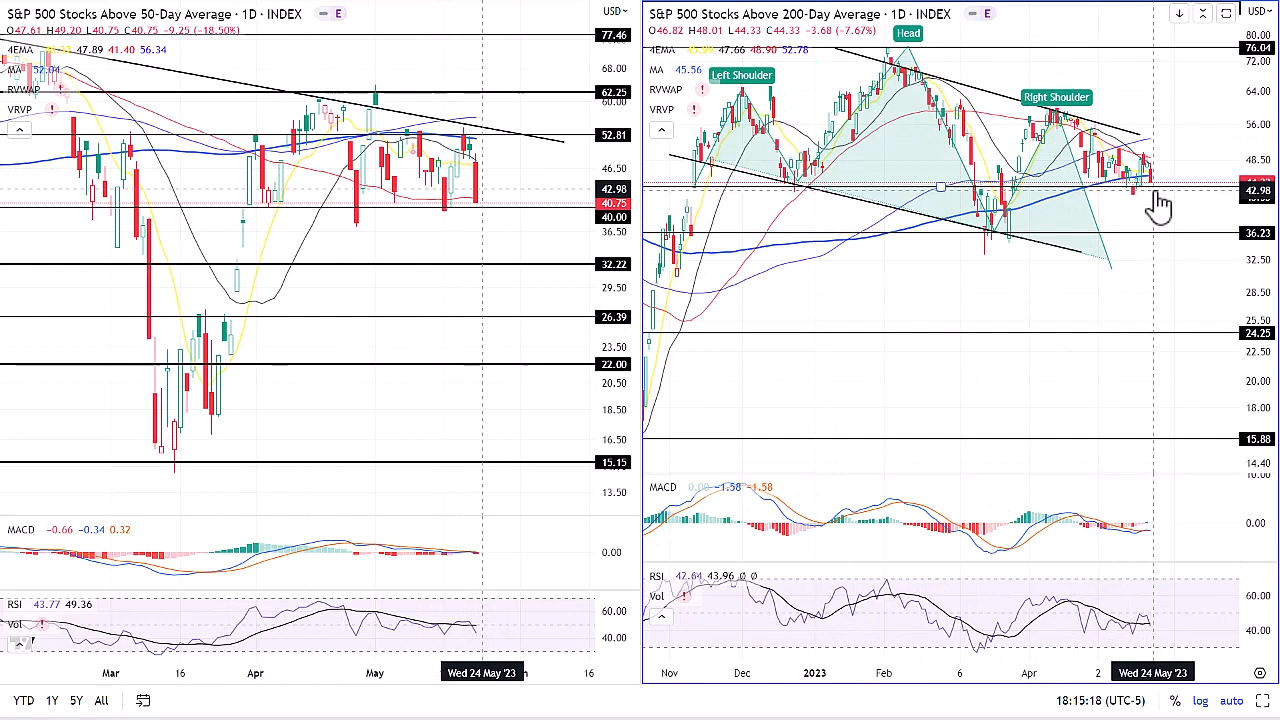 S&P 500 Stocks Above 50-Day Average · 1D · INDEX E
O47.61 H49.20 L40.75 C40.75 −9.25 (−18.50%)
4EMA 47.89 41.40 56.34
MA 52.04
RVWAP !
VRVP !
USD
77.46
68.00
62.25
60.00
52.81
46.50
42.98
40.75
40.00
36.50
32.22
29.50
26.39
23.50
22.00
20.50
18.50
16.50
15.15
13.50
MACD −0.66 −0.34 0.32
0.00
RSI 43.77 49.36
Vol !
60.00
40.00
Mar 16 Apr May Wed 24 May '23 16
S&P 500 Stocks Above 200-Day Average · 1D · INDEX E
O46.82 H48.01 L44.33 C44.33 −3.68 (−7.67%)
4EMA 47.66 48.90 52.78
MA 45.56
RVWAP !
VRVP !
Left Shoulder
Head
Right Shoulder
USD
80.00
76.04
72.00
64.00
56.00
48.50
42.98
36.23
32.50
28.50
25.50
24.25
22.50
20.00
18.00
15.88
14.40
10.00
MACD 0.00 −1.58 −1.58
0.00
RSI 42.64 43.96 Ø Ø
Vol !
60.00
40.00
Nov Dec 2023 Feb 6 Apr 2 Wed 24 May '23
YTD 1Y 5Y All
18:15:18 (UTC-5) % log auto